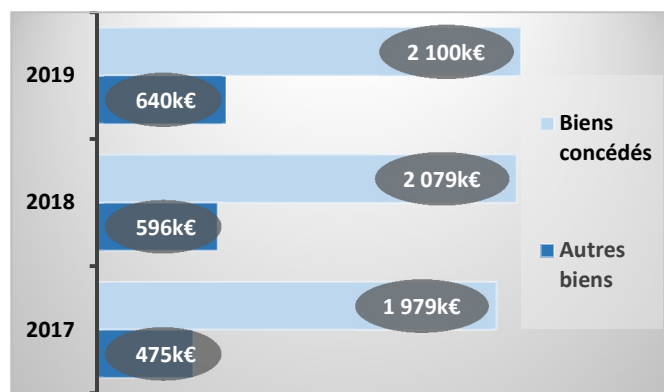 2019
2 100k€
640k€
Biens
concédés
2018
2 079k€
596k€
Autres
biens
2017
1 979k€
475k€